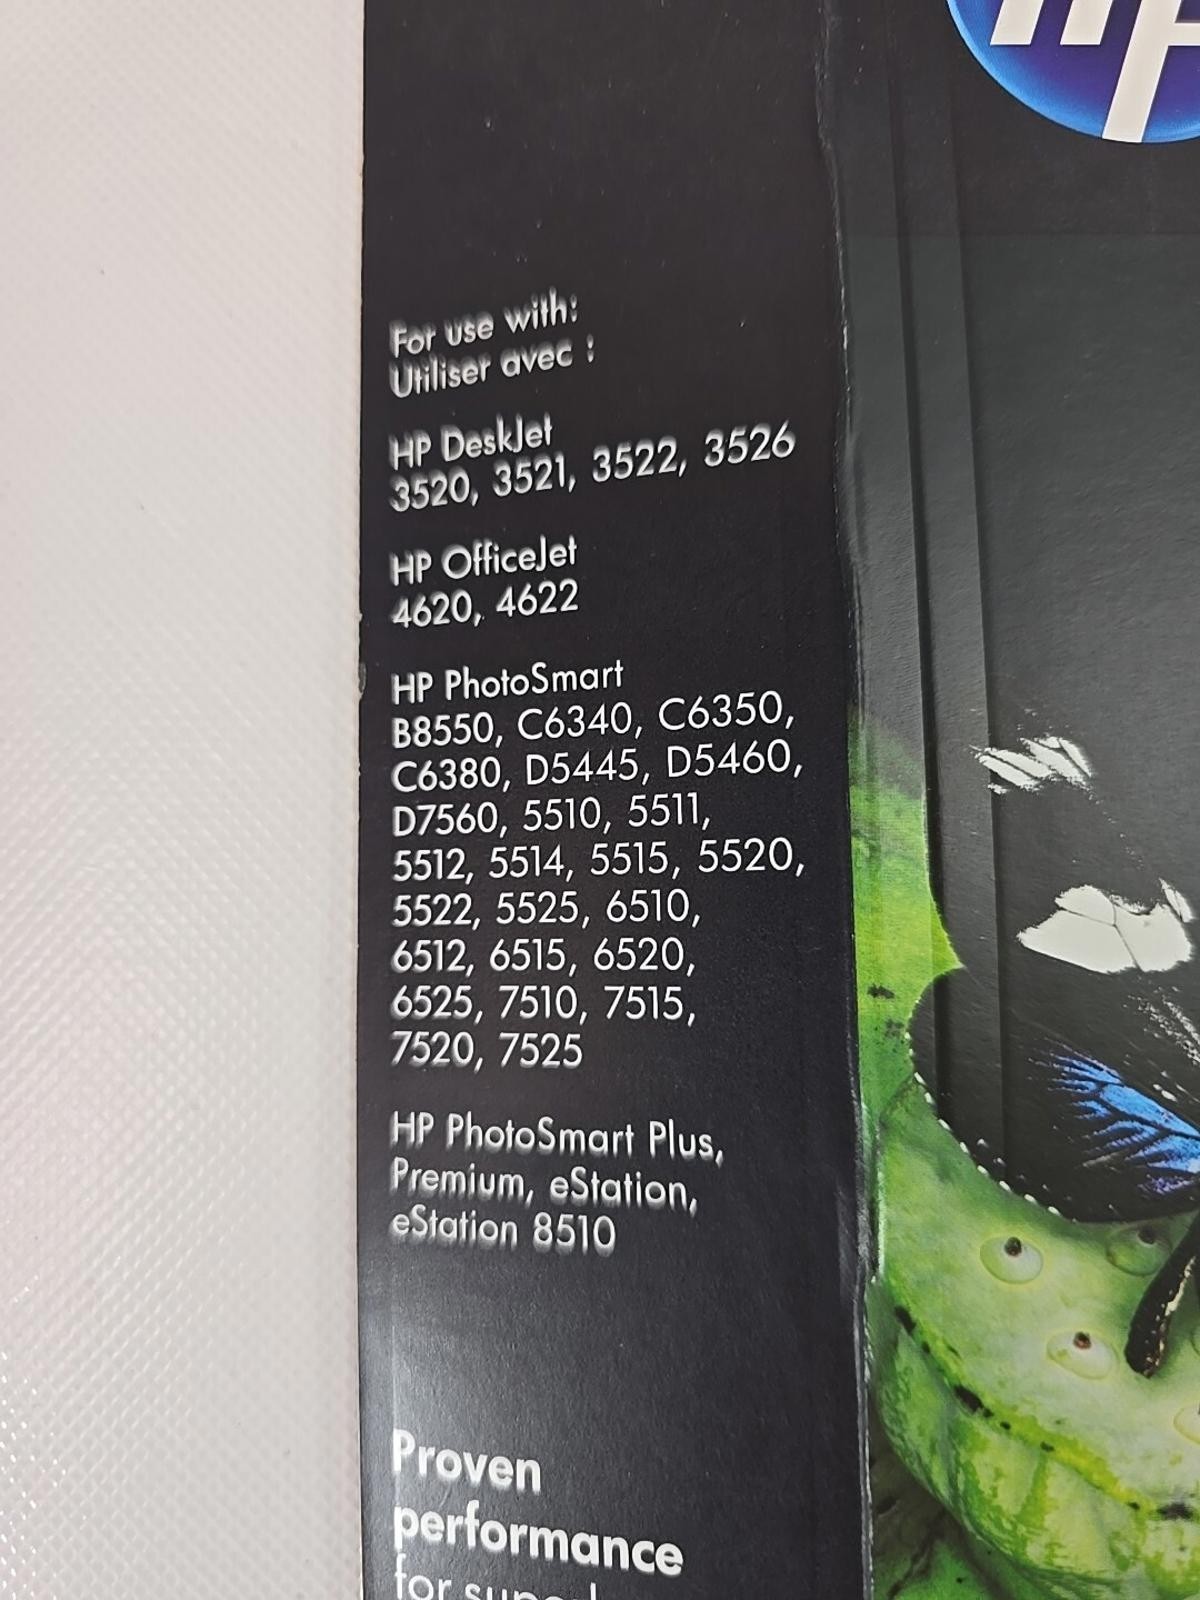 hp
For use with:
Utiliser avec :
HP DeskJet
3520, 3521, 3522, 3526
HP OfficeJet
4620, 4622
HP PhotoSmart
B8550, C6340, C6350,
C6380, D5445, D5460,
D7560, 5510, 5511,
5512, 5514, 5515, 5520,
5522, 5525, 6510,
6512, 6515, 6520,
6525, 7510, 7515,
7520, 7525
HP PhotoSmart Plus,
Premium, eStation,
eStation 8510
Proven
performance
for